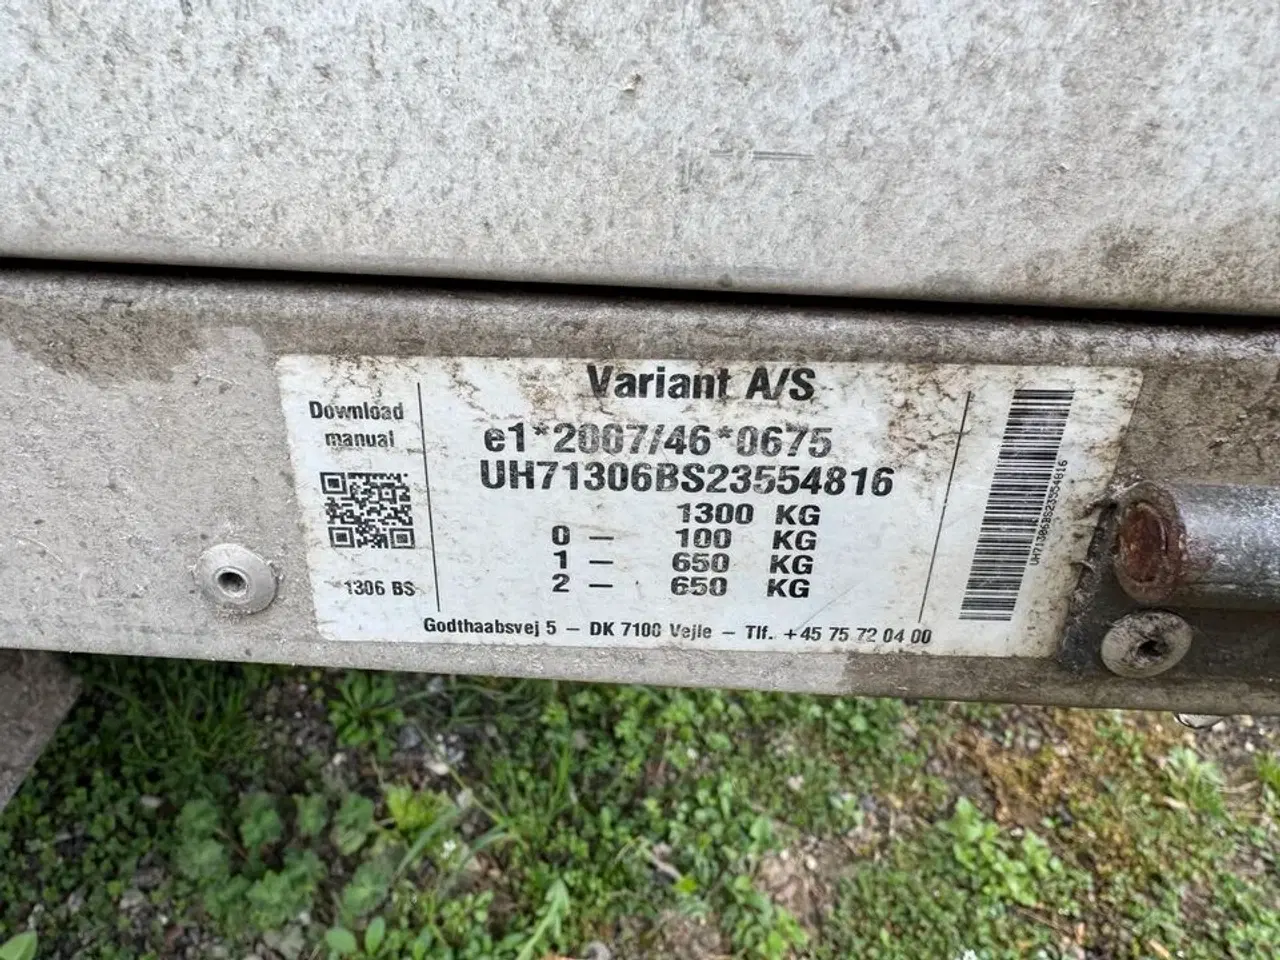 Variant A/S
Download
manual
e1*2007/46*0675
UH71306BS23554816
1300 KG
0 – 100 KG
1 – 650 KG
2 – 650 KG
1306 BS
Godthaabsvej 5 – DK 7100 Vejle – Tlf. +45 75 72 04 00
UH71306BS23554816